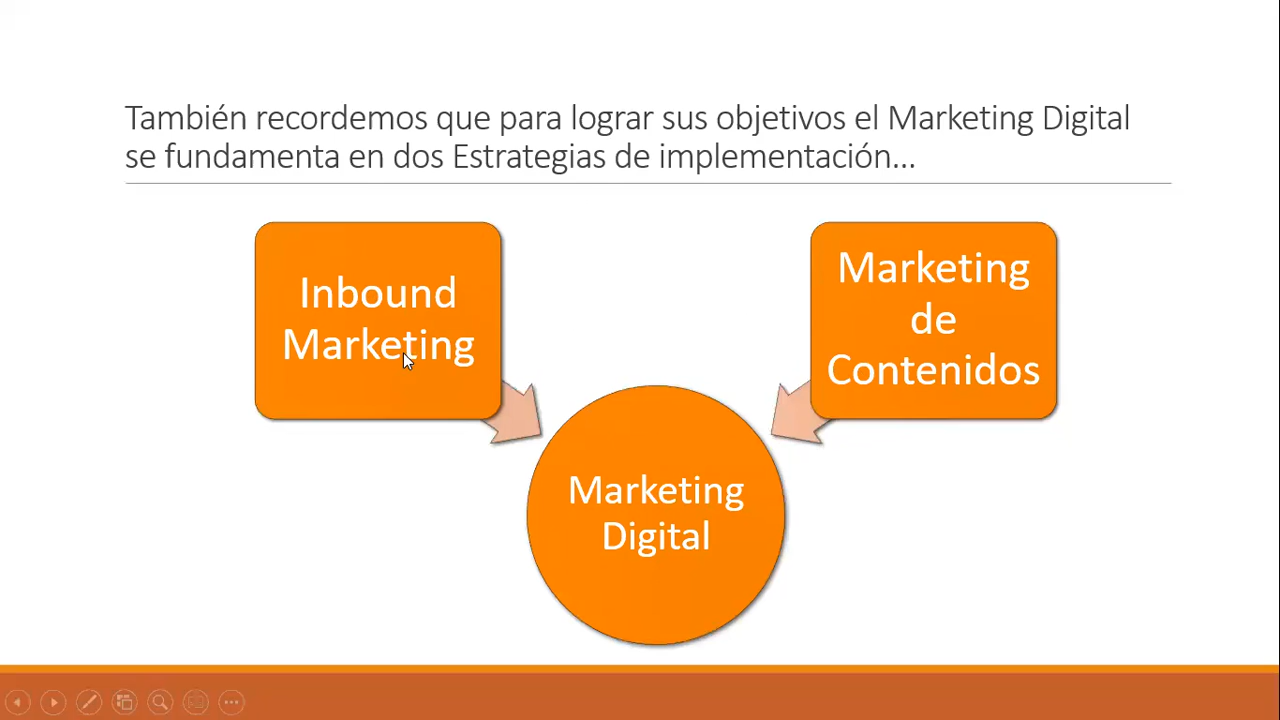 También recordemos que para lograr sus objetivos el Marketing Digital
se fundamenta en dos Estrategias de implementación...
Inbound
Marketing
Marketing
de
Contenidos
Marketing
Digital